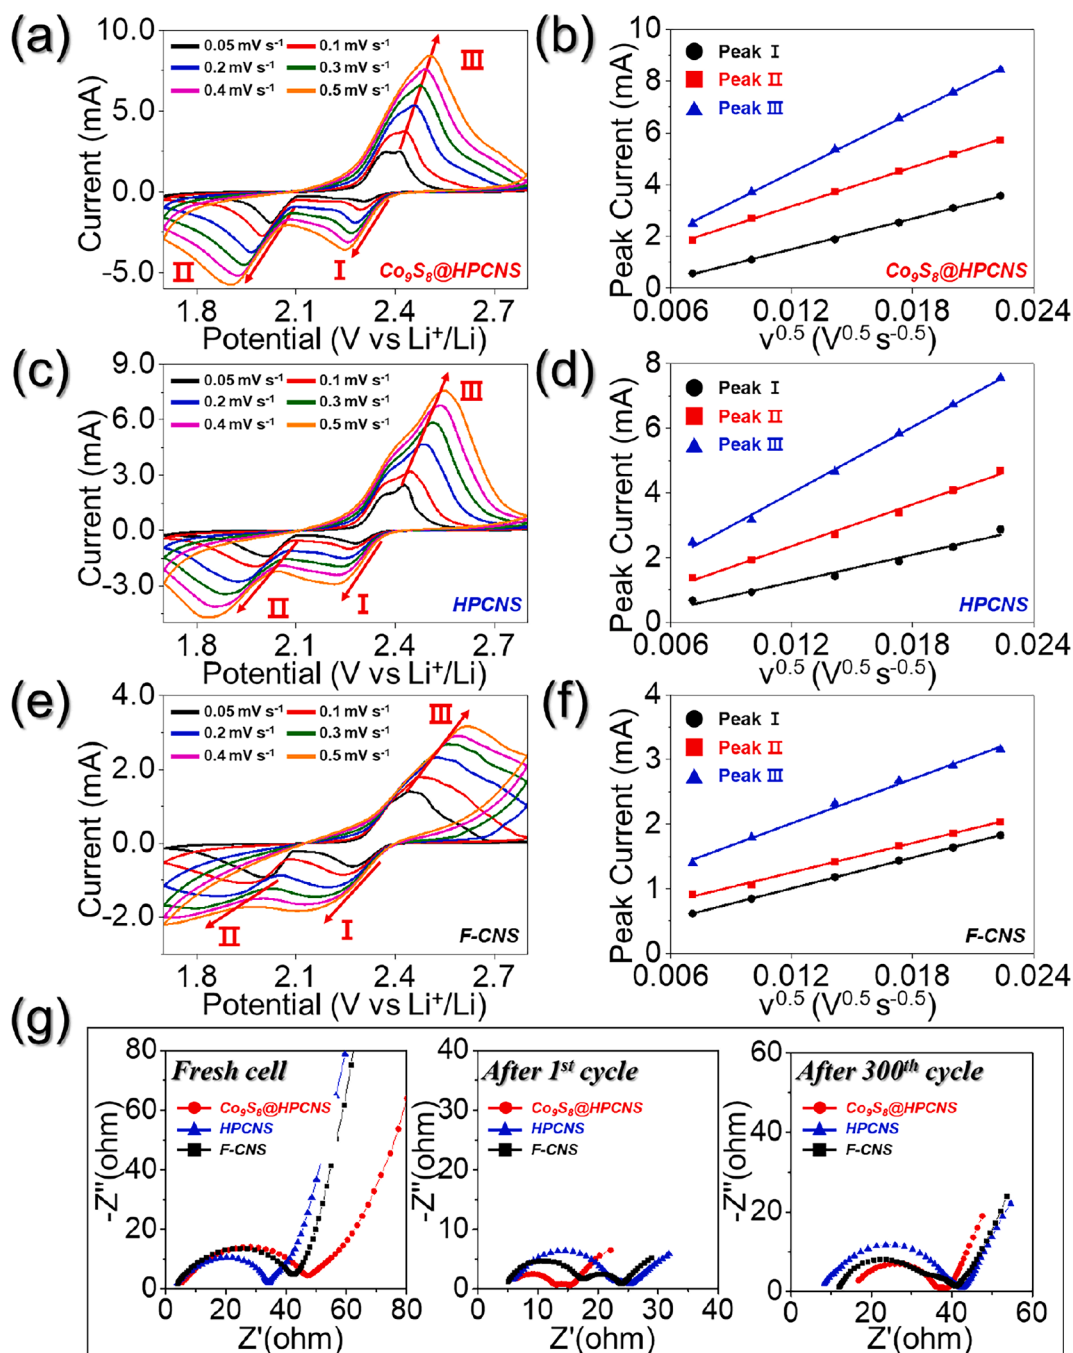 (a)
10.0
5.0
0.0
-5.0
Current (mA)
0.05 mV s⁻¹ 0.1 mV s⁻¹
0.2 mV s⁻¹ 0.3 mV s⁻¹
0.4 mV s⁻¹ 0.5 mV s⁻¹
III
II
I
Co₉S₈@HPCNS
1.8 2.1 2.4 2.7
Potential (V vs Li⁺/Li)
(b)
10
8
6
4
2
0
Peak Current (mA)
Peak I
Peak II
Peak III
Co₉S₈@HPCNS
0.006 0.012 0.018 0.024
v⁰·⁵ (V⁰·⁵ s⁻⁰·⁵)
(c)
9.0
6.0
3.0
0.0
-3.0
Current (mA)
0.05 mV s⁻¹ 0.1 mV s⁻¹
0.2 mV s⁻¹ 0.3 mV s⁻¹
0.4 mV s⁻¹ 0.5 mV s⁻¹
III
II
I
HPCNS
1.8 2.1 2.4 2.7
Potential (V vs Li⁺/Li)
(d)
8
6
4
2
0
Peak Current (mA)
Peak I
Peak II
Peak III
HPCNS
0.006 0.012 0.018 0.024
v⁰·⁵ (V⁰·⁵ s⁻⁰·⁵)
(e)
4.0
2.0
0.0
-2.0
Current (mA)
0.05 mV s⁻¹ 0.1 mV s⁻¹
0.2 mV s⁻¹ 0.3 mV s⁻¹
0.4 mV s⁻¹ 0.5 mV s⁻¹
III
II
I
F-CNS
1.8 2.1 2.4 2.7
Potential (V vs Li⁺/Li)
(f)
4
3
2
1
0
Peak Current (mA)
Peak I
Peak II
Peak III
F-CNS
0.006 0.012 0.018 0.024
v⁰·⁵ (V⁰·⁵ s⁻⁰·⁵)
(g)
80
60
40
20
0
-Z"(ohm)
Fresh cell
Co₉S₈@HPCNS
HPCNS
F-CNS
0 20 40 60 80
Z'(ohm)
40
30
20
10
0
-Z"(ohm)
After 1ˢᵗ cycle
Co₉S₈@HPCNS
HPCNS
F-CNS
0 10 20 30 40
Z'(ohm)
60
40
20
0
-Z"(ohm)
After 300ᵗʰ cycle
Co₉S₈@HPCNS
HPCNS
F-CNS
0 20 40 60
Z'(ohm)